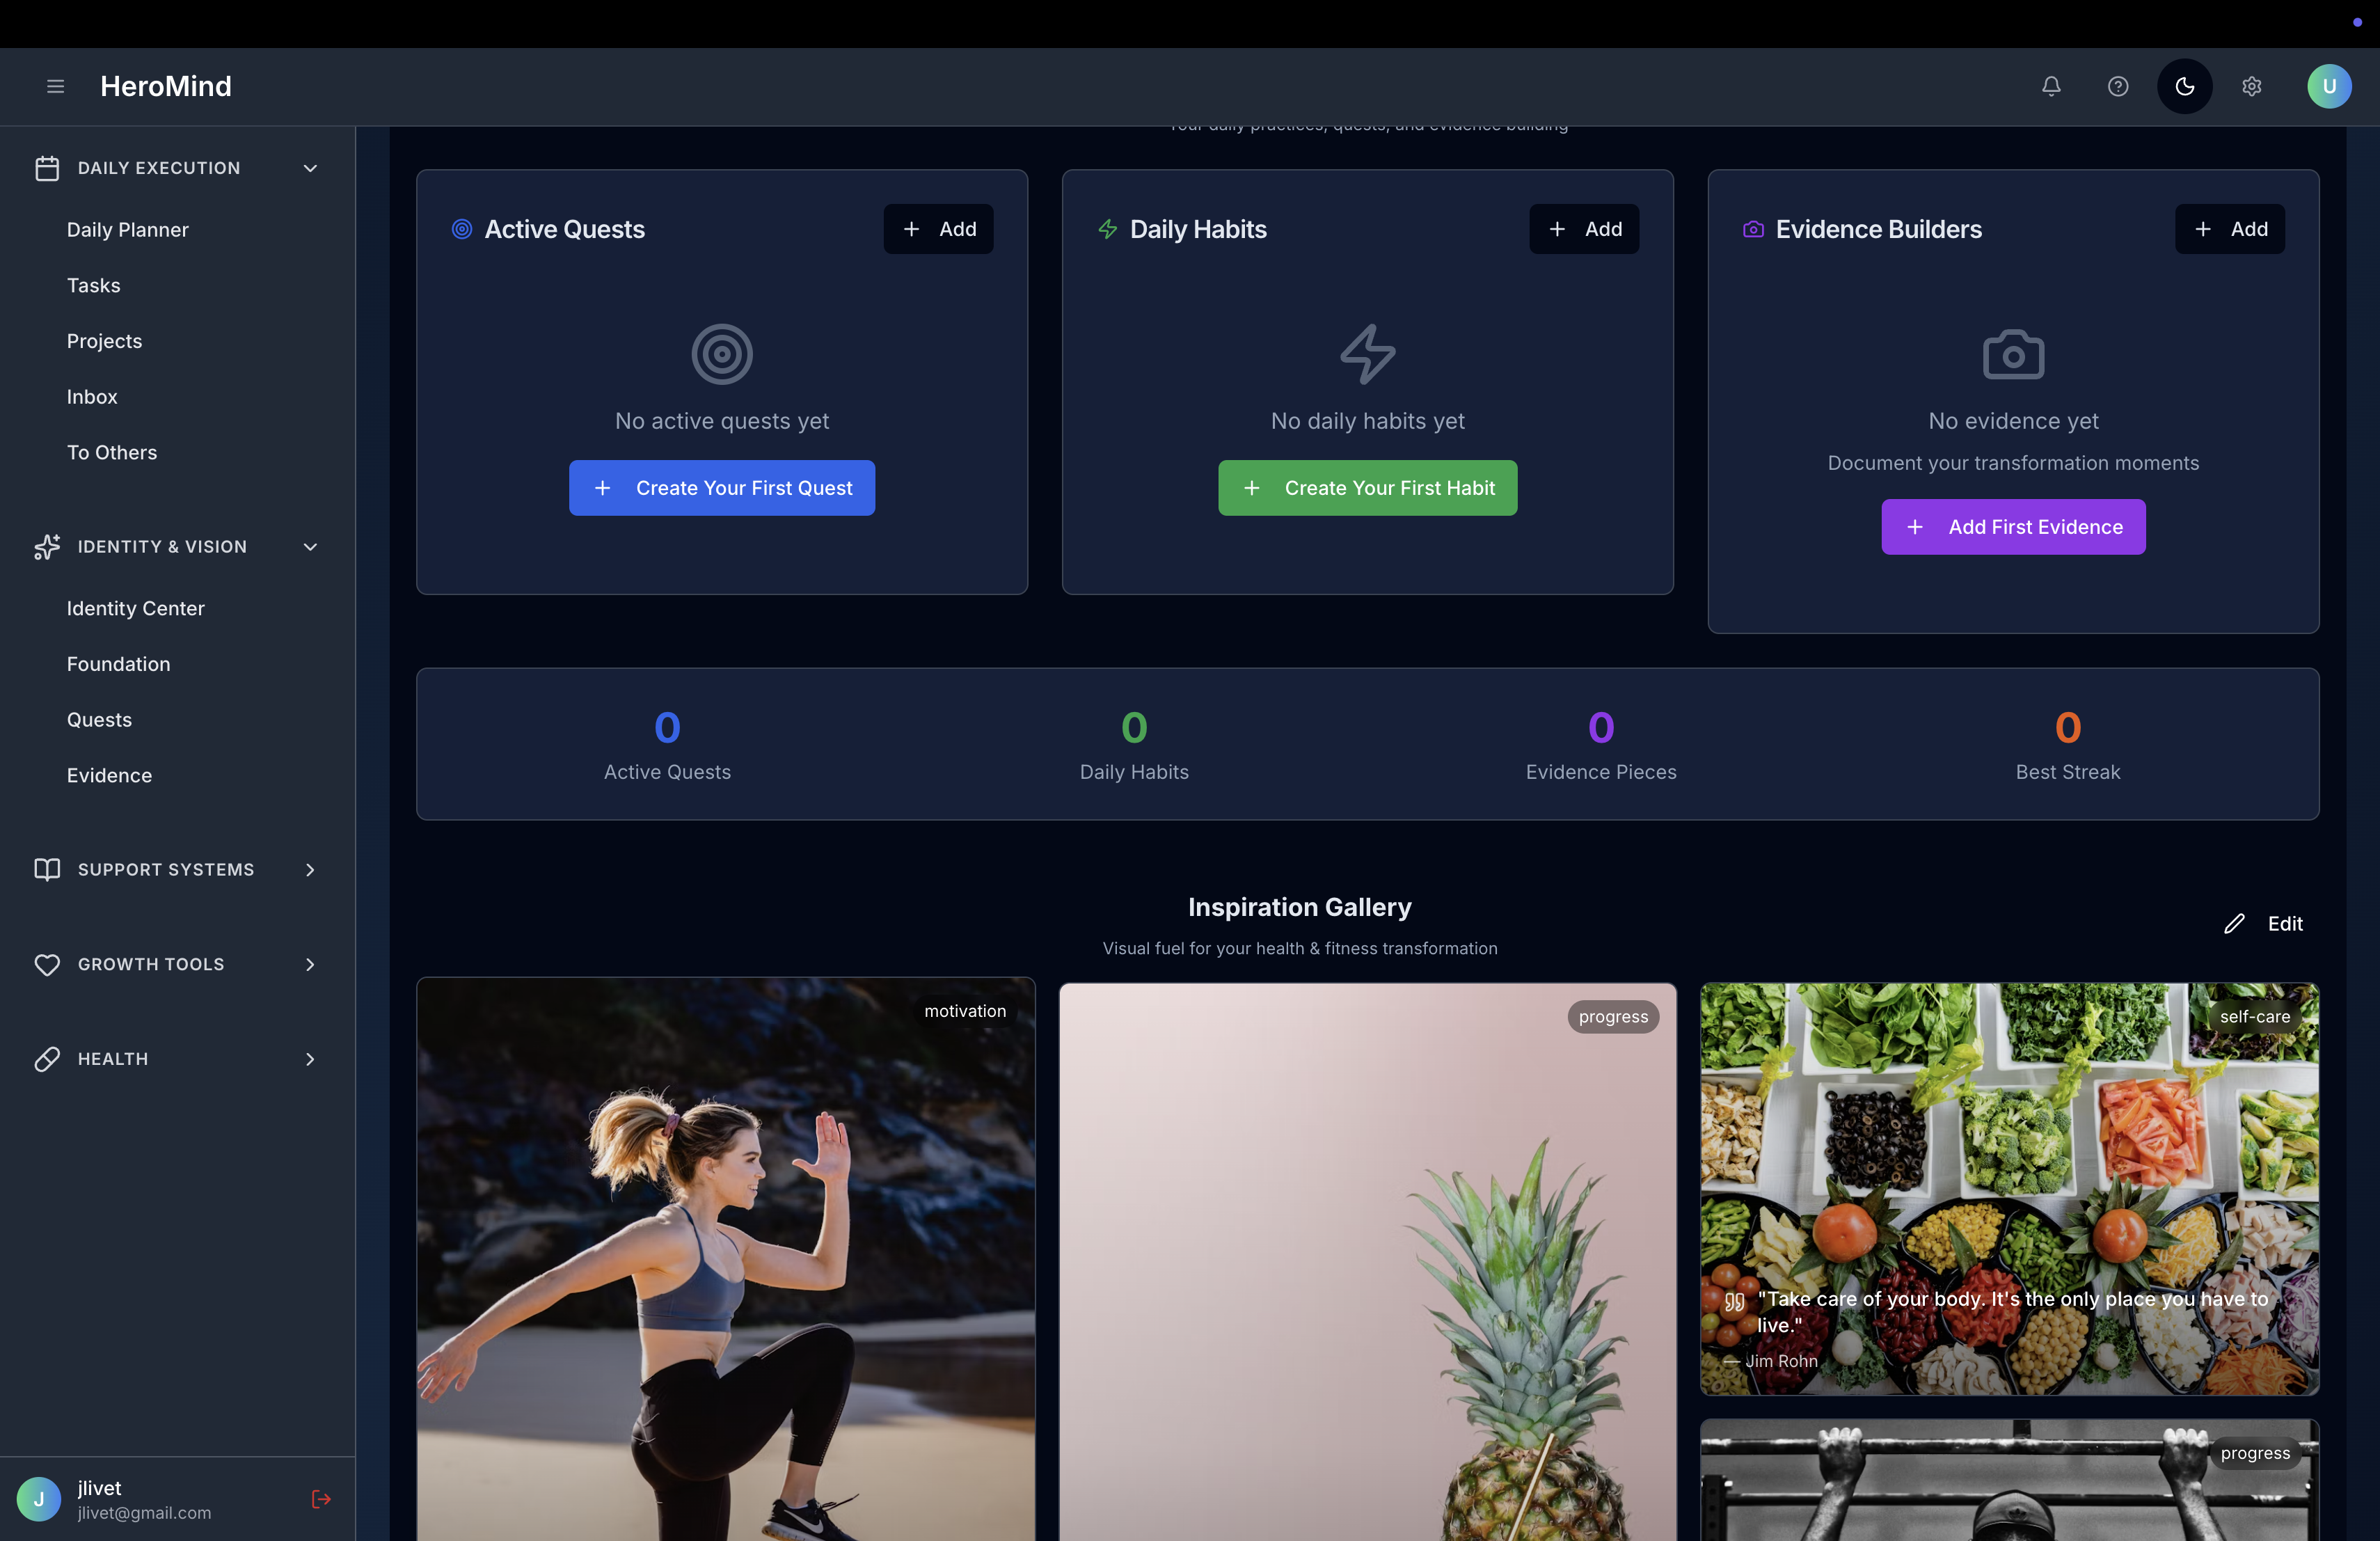 HeroMind
U
DAILY EXECUTION
Daily Planner
Tasks
Projects
Inbox
To Others
IDENTITY & VISION
Identity Center
Foundation
Quests
Evidence
SUPPORT SYSTEMS
GROWTH TOOLS
HEALTH
J
jlivet
jlivet@gmail.com
Your daily practices, quests, and evidence building
Active Quests
Add
No active quests yet
Create Your First Quest
Daily Habits
Add
No daily habits yet
Create Your First Habit
Evidence Builders
Add
No evidence yet
Document your transformation moments
Add First Evidence
0
Active Quests
0
Daily Habits
0
Evidence Pieces
0
Best Streak
Inspiration Gallery
Visual fuel for your health & fitness transformation
Edit
motivation
progress
self-care
"Take care of your body. It's the only place you have to
live."
— Jim Rohn
progress